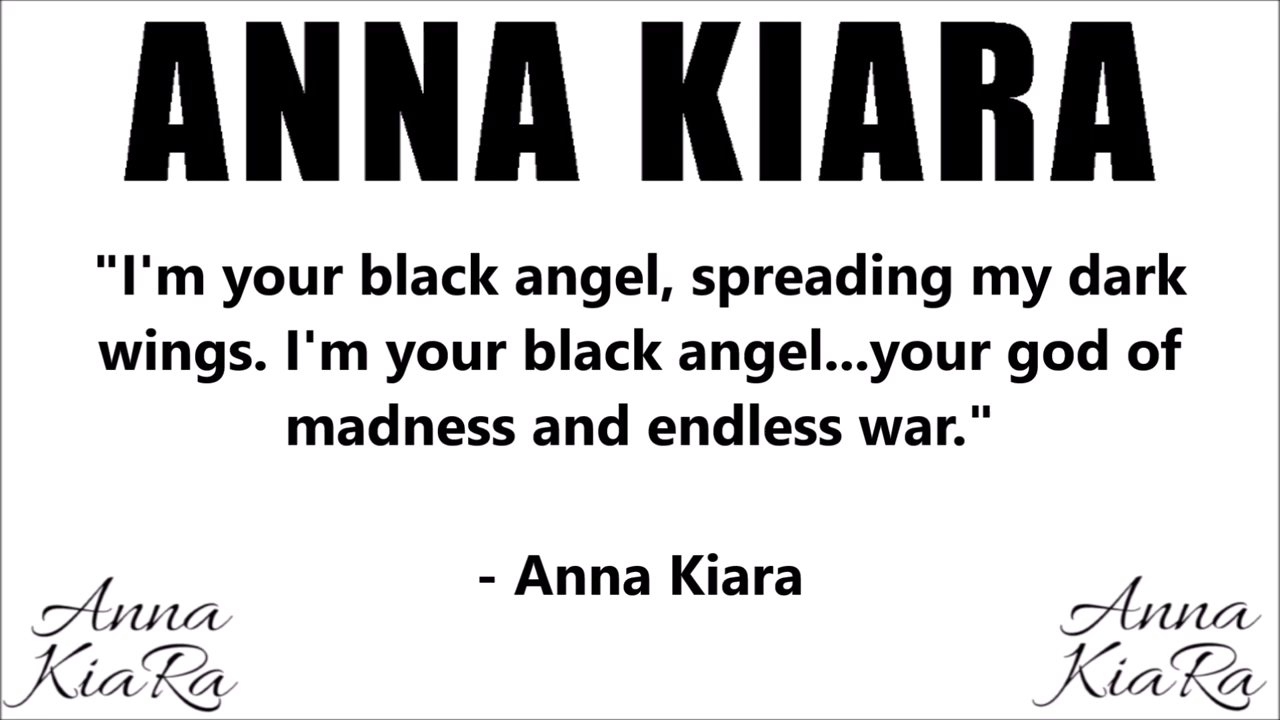 ANNA KIARA
"I'm your black angel, spreading my dark
wings. I'm your black angel...your god of
madness and endless war."
- Anna Kiara
Anna
KiaRa
Anna
KiaRa